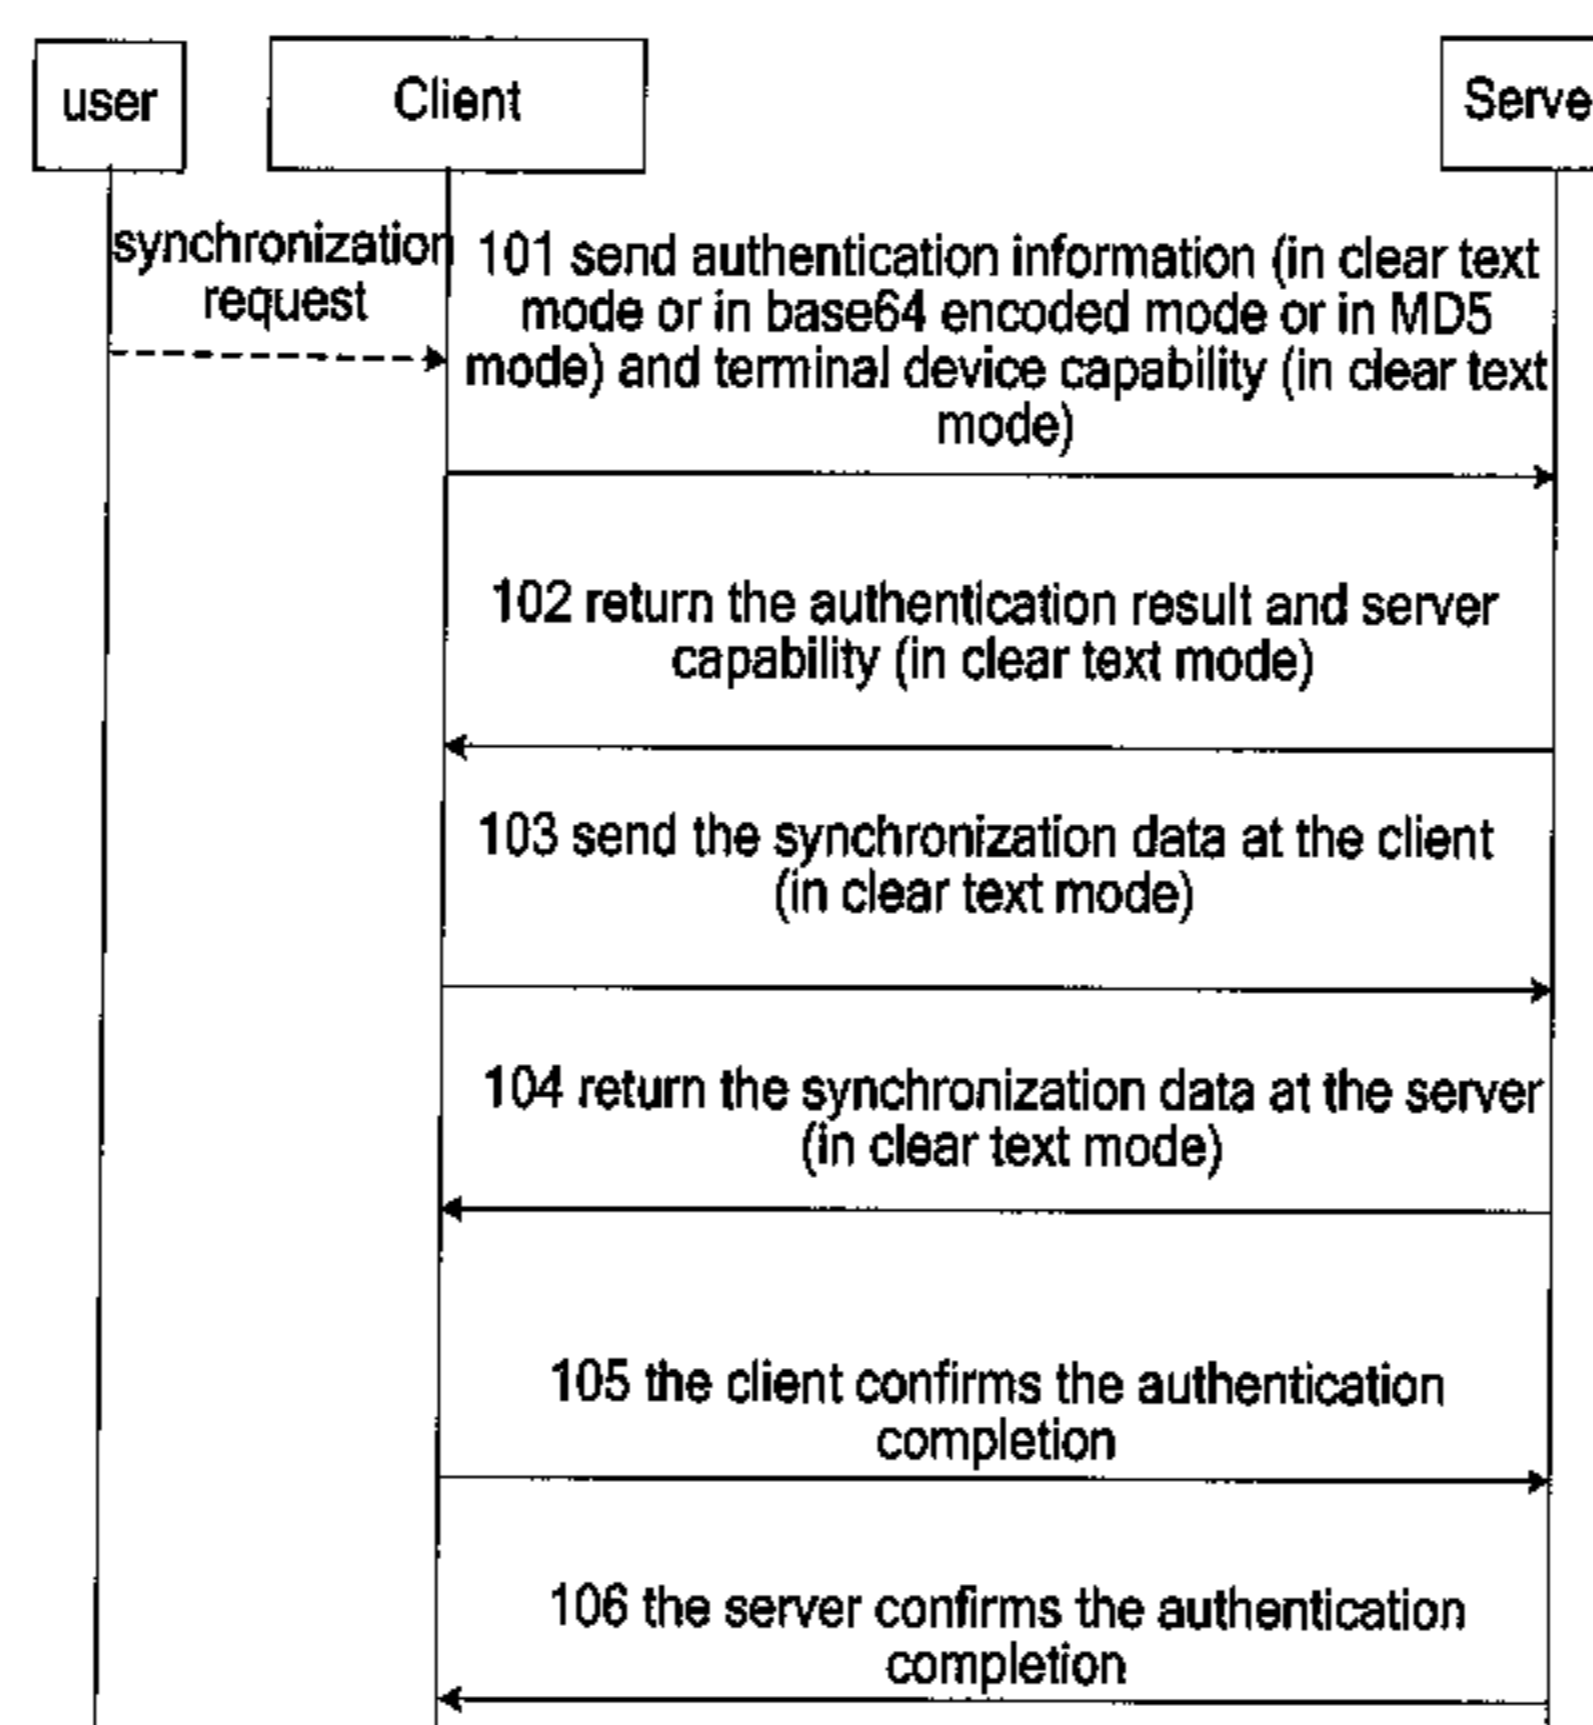 user
Client
Serve
synchronization
request
101 send authentication information (in clear text
mode or in base64 encoded mode or in MD5
mode) and terminal device capability (in clear text
mode)
102 return the authentication result and server
capability (in clear text mode)
103 send the synchronization data at the client
(in clear text mode)
104 return the synchronization data at the server
(in clear text mode)
105 the client confirms the authentication
completion
106 the server confirms the authentication
completion